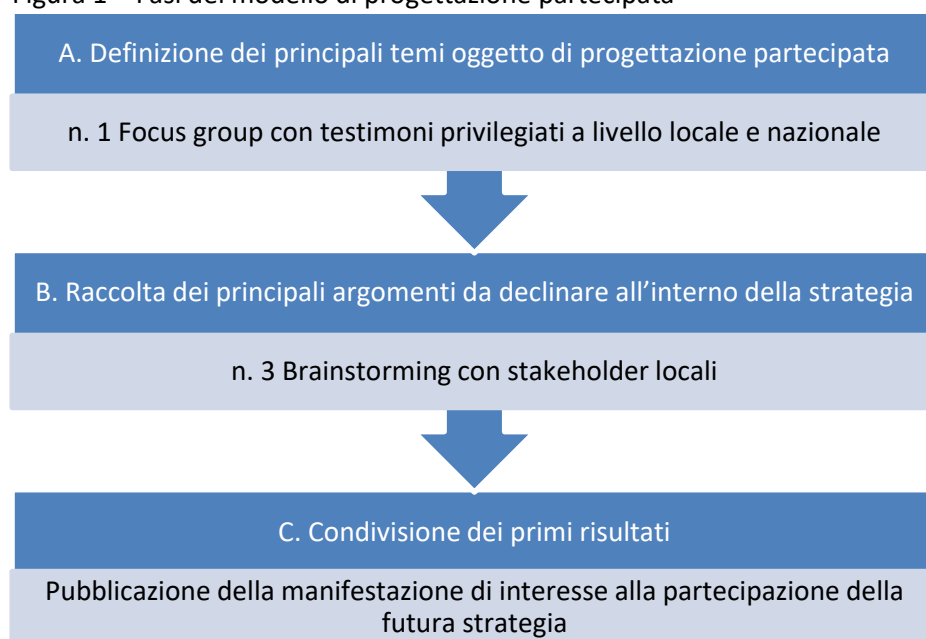 Figura 1 – Fasi del modello di progettazione partecipata
A. Definizione dei principali temi oggetto di progettazione partecipata
n. 1 Focus group con testimoni privilegiati a livello locale e nazionale
B. Raccolta dei principali argomenti da declinare all’interno della strategia
n. 3 Brainstorming con stakeholder locali
C. Condivisione dei primi risultati
Pubblicazione della manifestazione di interesse alla partecipazione della
futura strategia